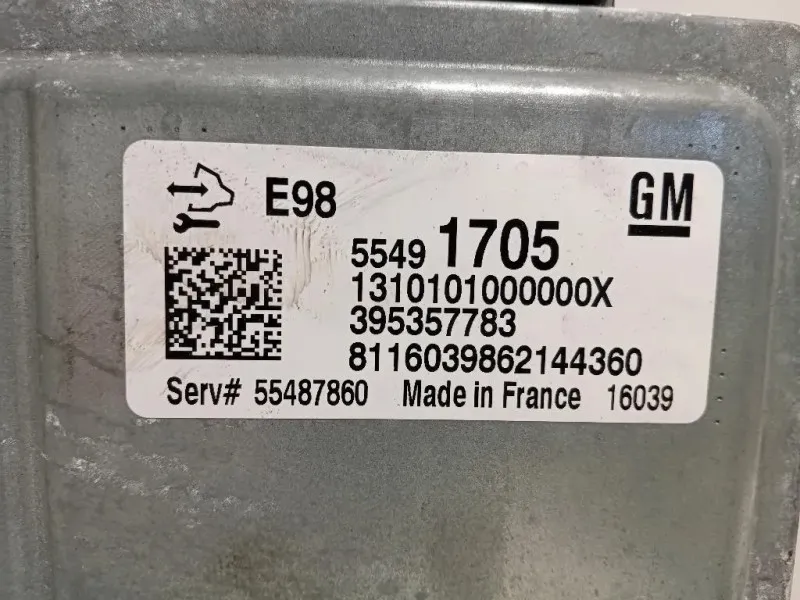 E98 GM
5549 1705
1310101000000X
395357783
8116039862144360
Serv# 55487860 Made in France 16039